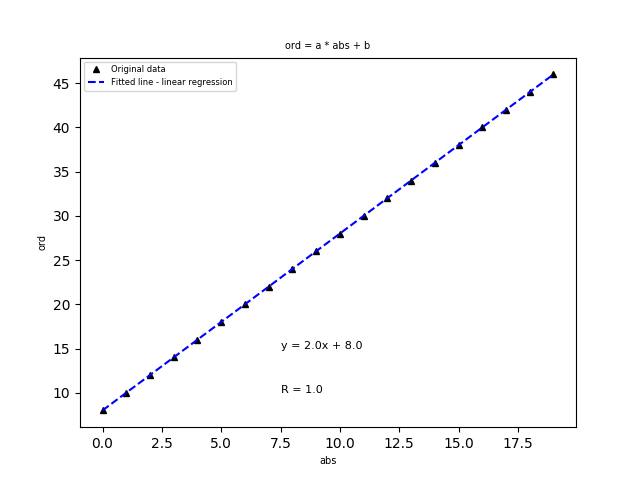 ord = a * abs + b
Original data
Fitted line - linear regression
45
40
35
30
25
20
15
10
ord
y = 2.0x + 8.0
R = 1.0
0.0 2.5 5.0 7.5 10.0 12.5 15.0 17.5
abs